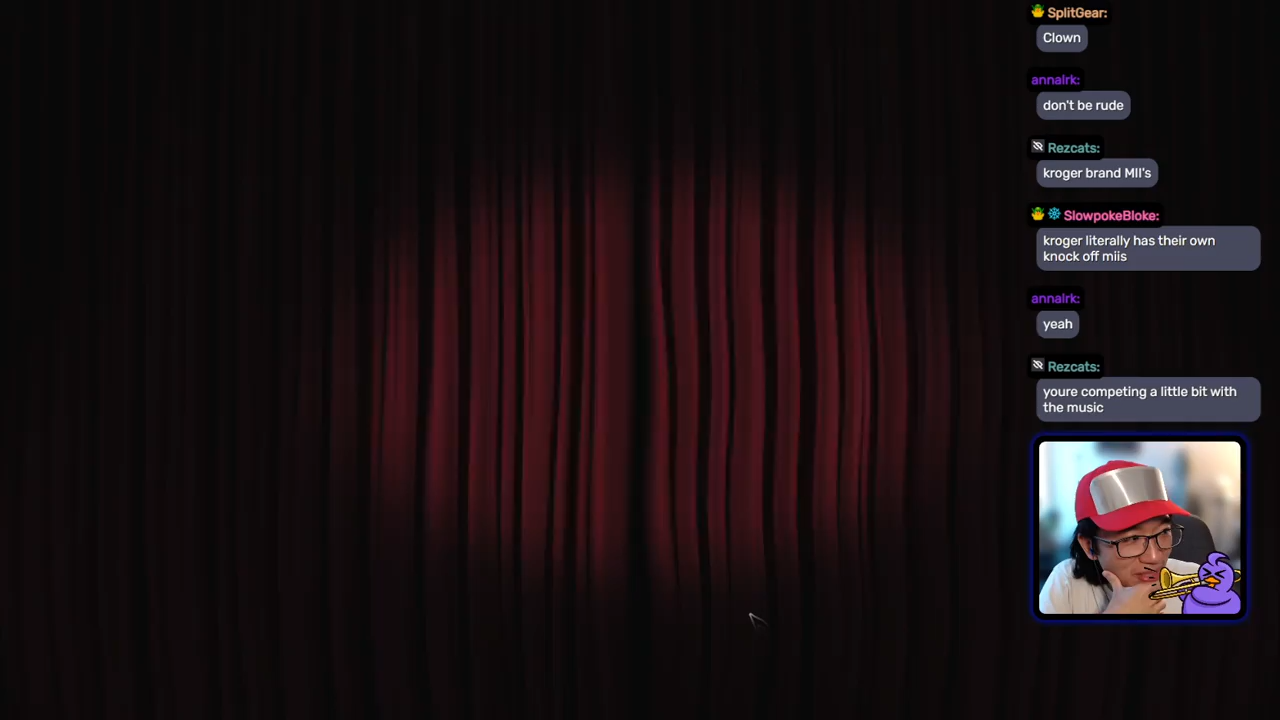 SplitGear:
Clown
annalrk:
don't be rude
Rezcats:
kroger brand MII's
SlowpokeBloke:
kroger literally has their own
knock off miis
annalrk:
yeah
Rezcats:
youre competing a little bit with
the music